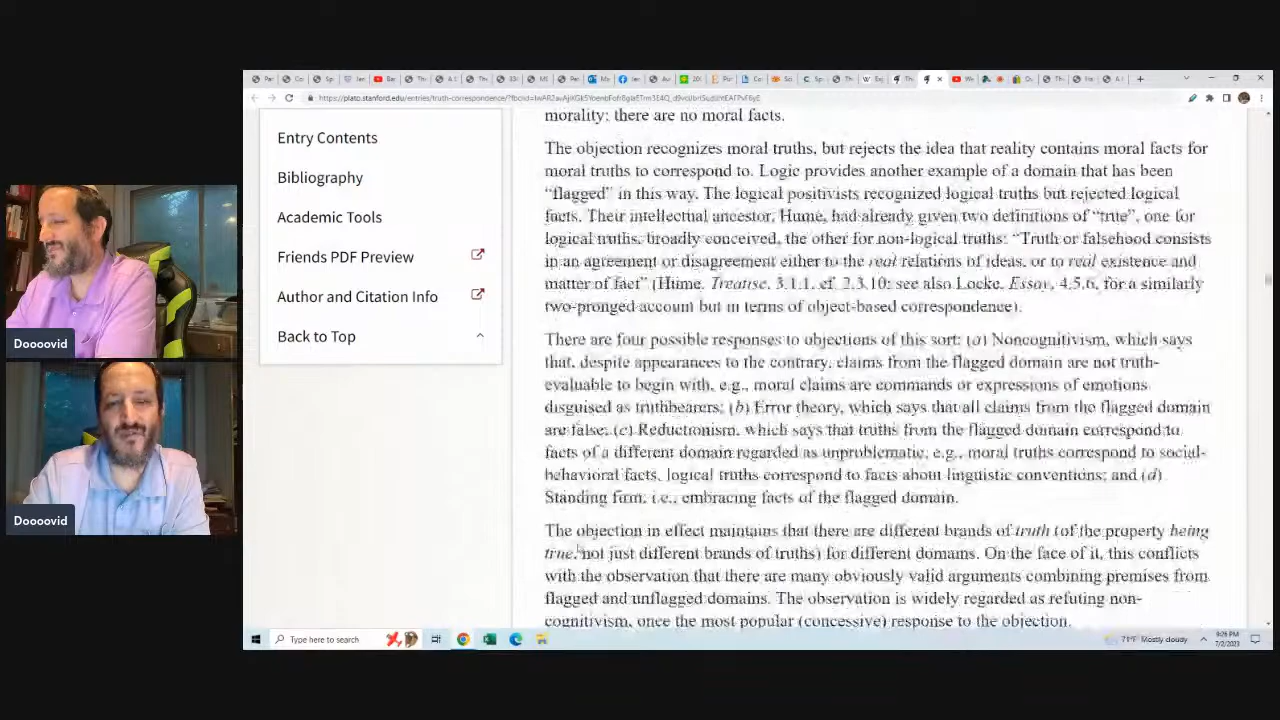 https://plato.stanford.edu/entries/truth-correspondence/
Entry Contents
Bibliography
Academic Tools
Friends PDF Preview
Author and Citation Info
Back to Top
morality: there are no moral facts.
The objection recognizes moral truths, but rejects the idea that reality contains moral facts for
moral truths to correspond to. Logic provides another example of a domain that has been
“flagged” in this way. The logical positivists recognized logical truths but rejected logical
facts. Their intellectual ancestor, Hume, had already given two definitions of “true”, one for
logical truths, broadly conceived, the other for non-logical truths: “Truth or falsehood consists
in an agreement or disagreement either to the real relations of ideas, or to real existence and
matter of fact” (Hume, Treatise, 3.1.1, cf. 2.3.10; see also Locke, Essay, 4.5.6, for a similarly
two-pronged account but in terms of object-based correspondence).
There are four possible responses to objections of this sort: (a) Noncognitivism, which says
that, despite appearances to the contrary, claims from the flagged domain are not truth-
evaluable to begin with, e.g., moral claims are commands or expressions of emotions
disguised as truthbearers; (b) Error theory, which says that all claims from the flagged domain
are false; (c) Reductionism, which says that truths from the flagged domain correspond to
facts of a different domain regarded as unproblematic, e.g., moral truths correspond to social-
behavioral facts, logical truths correspond to facts about linguistic conventions; and (d)
Standing firm, i.e., embracing facts of the flagged domain.
The objection in effect maintains that there are different brands of truth (of the property being
true, not just different brands of truths) for different domains. On the face of it, this conflicts
with the observation that there are many obviously valid arguments combining premises from
flagged and unflagged domains. The observation is widely regarded as refuting non-
cognitivism, once the most popular (concessive) response to the objection.
Doooovid
Doooovid
Type here to search
71°F Mostly cloudy
9:26 PM
7/2/2023